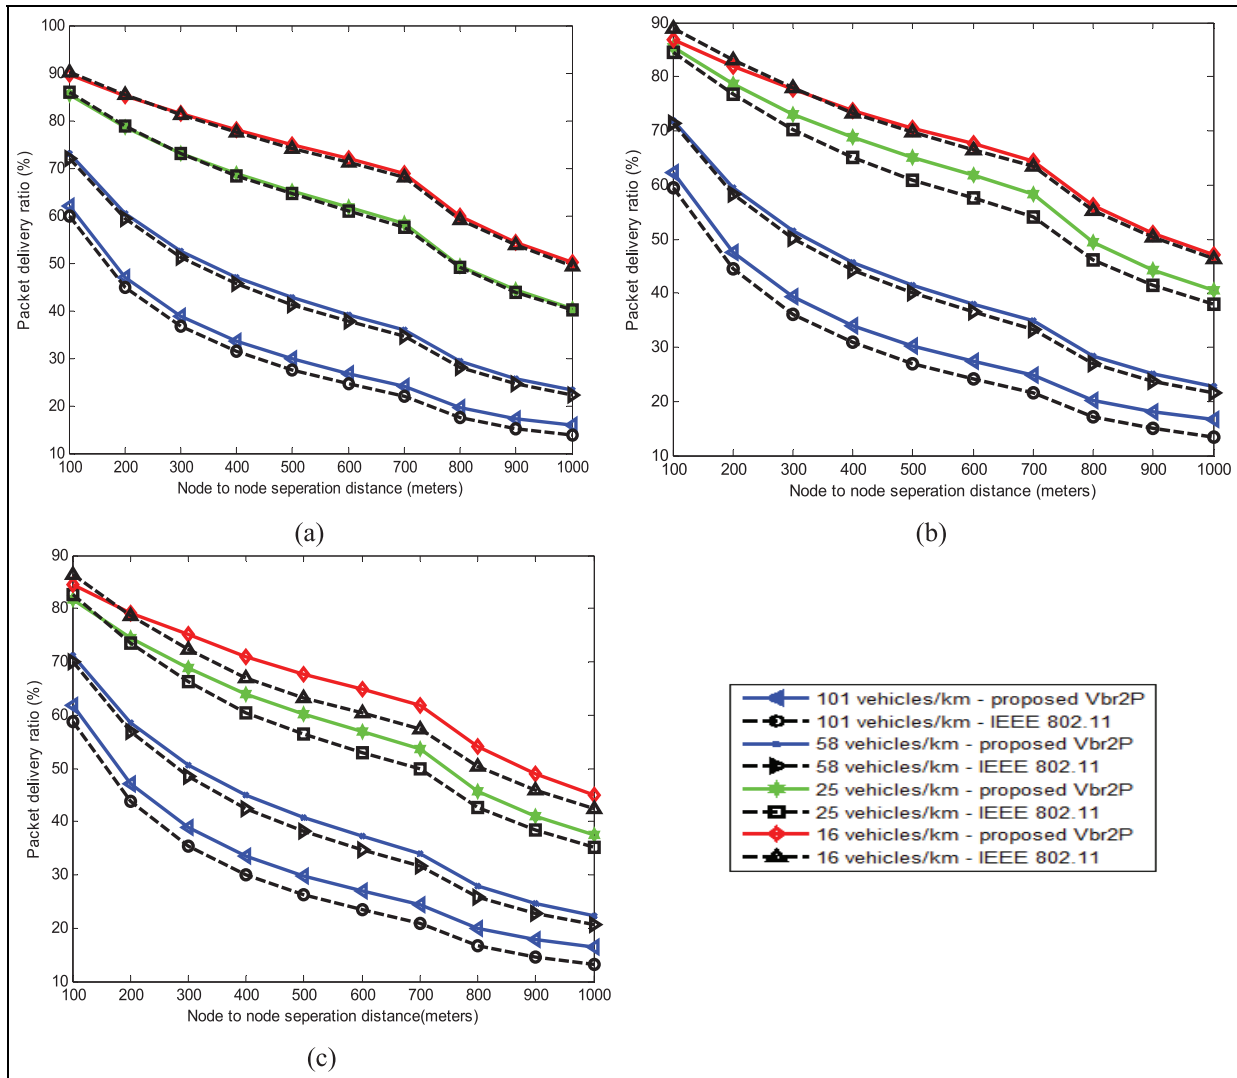 100
90
80
70
60
50
40
30
20
10
Packet delivery ratio (%)
100 200 300 400 500 600 700 800 900 1000
Node to node seperation distance (meters)
(a)
90
80
70
60
50
40
30
20
10
Packet delivery ratio (%)
100 200 300 400 500 600 700 800 900 1000
Node to node seperation distance (meters)
(b)
90
80
70
60
50
40
30
20
10
Packet delivery ratio (%)
100 200 300 400 500 600 700 800 900 1000
Node to node seperation distance(meters)
(c)
101 vehicles/km - proposed Vbr2P
101 vehicles/km - IEEE 802.11
58 vehicles/km - proposed Vbr2P
58 vehicles/km - IEEE 802.11
25 vehicles/km - proposed Vbr2P
25 vehicles/km - IEEE 802.11
16 vehicles/km - proposed Vbr2P
16 vehicles/km - IEEE 802.11